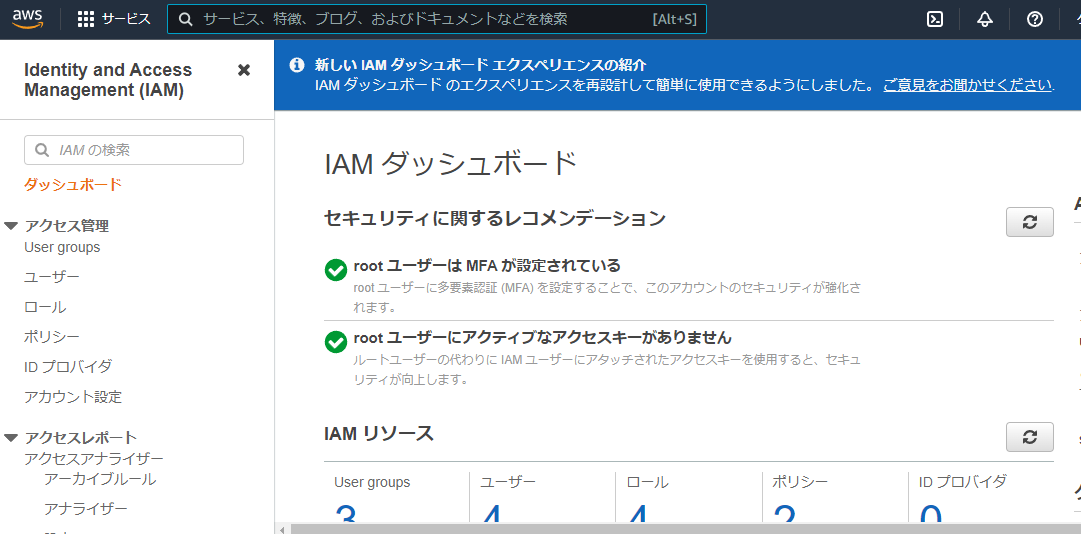 aws
サービス
サービス、特徴、ブログ、およびドキュメントなどを検索
[Alt+S]
Identity and Access
Management (IAM)
IAM の検索
ダッシュボード
アクセス管理
User groups
ユーザー
ロール
ポリシー
ID プロバイダ
アカウント設定
アクセスレポート
アクセスアナライザー
アーカイブルール
アナライザー
新しい IAM ダッシュボード エクスペリエンスの紹介
IAM ダッシュボード のエクスペリエンスを再設計して簡単に使用できるようにしました。 ご意見をお聞かせください.
IAM ダッシュボード
セキュリティに関するレコメンデーション
root ユーザーは MFA が設定されている
root ユーザーに多要素認証 (MFA) を設定することで、このアカウントのセキュリティが強化さ
れます。
root ユーザーにアクティブなアクセスキーがありません
ルートユーザーの代わりに IAM ユーザーにアタッチされたアクセスキーを使用すると、セキュ
リティが向上します。
IAM リソース
User groups
3
ユーザー
4
ロール
4
ポリシー
2
ID プロバイダ
0